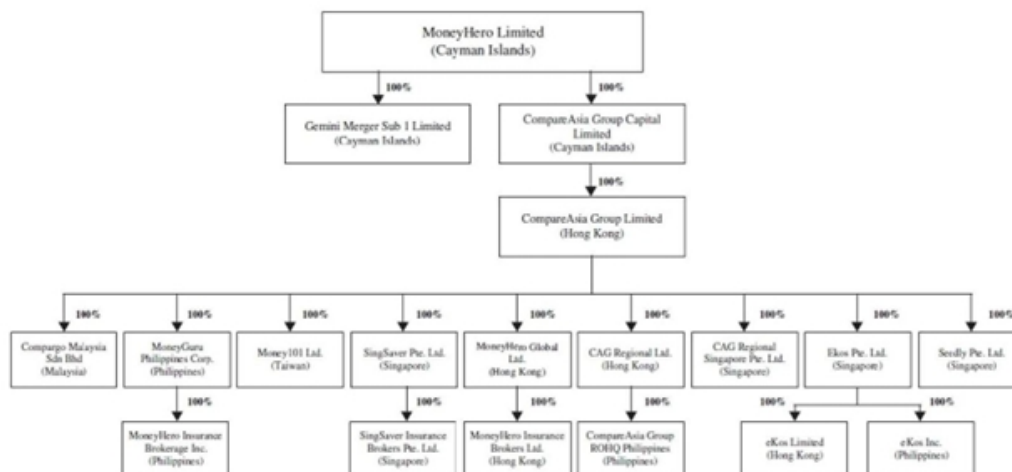 MoneyHero Limited
(Cayman Islands)
100%
100%
Gemini Merger Sub 1 Limited
(Cayman Islands)
CompareAsia Group Capital
Limited
(Cayman Islands)
100%
CompareAsia Group Limited
(Hong Kong)
100%
100%
100%
100%
100%
100%
100%
100%
100%
Compargo Malaysia
Sdn Bhd
(Malaysia)
MoneyGuru
Philippines Corp.
(Philippines)
Money101 Ltd.
(Taiwan)
SingSaver Pte. Ltd.
(Singapore)
MoneyHero Global
Ltd.
(Hong Kong)
CAG Regional Ltd.
(Hong Kong)
CAG Regional
Singapore Pte. Ltd.
(Singapore)
Ekos Pte. Ltd.
(Singapore)
Seedly Pte. Ltd.
(Singapore)
100%
100%
100%
100%
100%
100%
MoneyHero Insurance
Brokerage Inc.
(Philippines)
SingSaver Insurance
Brokers Pte. Ltd.
(Singapore)
MoneyHero Insurance
Brokers Ltd.
(Hong Kong)
CompareAsia Group
ROHQ Philippines
(Philippines)
eKos Limited
(Hong Kong)
eKos Inc.
(Philippines)